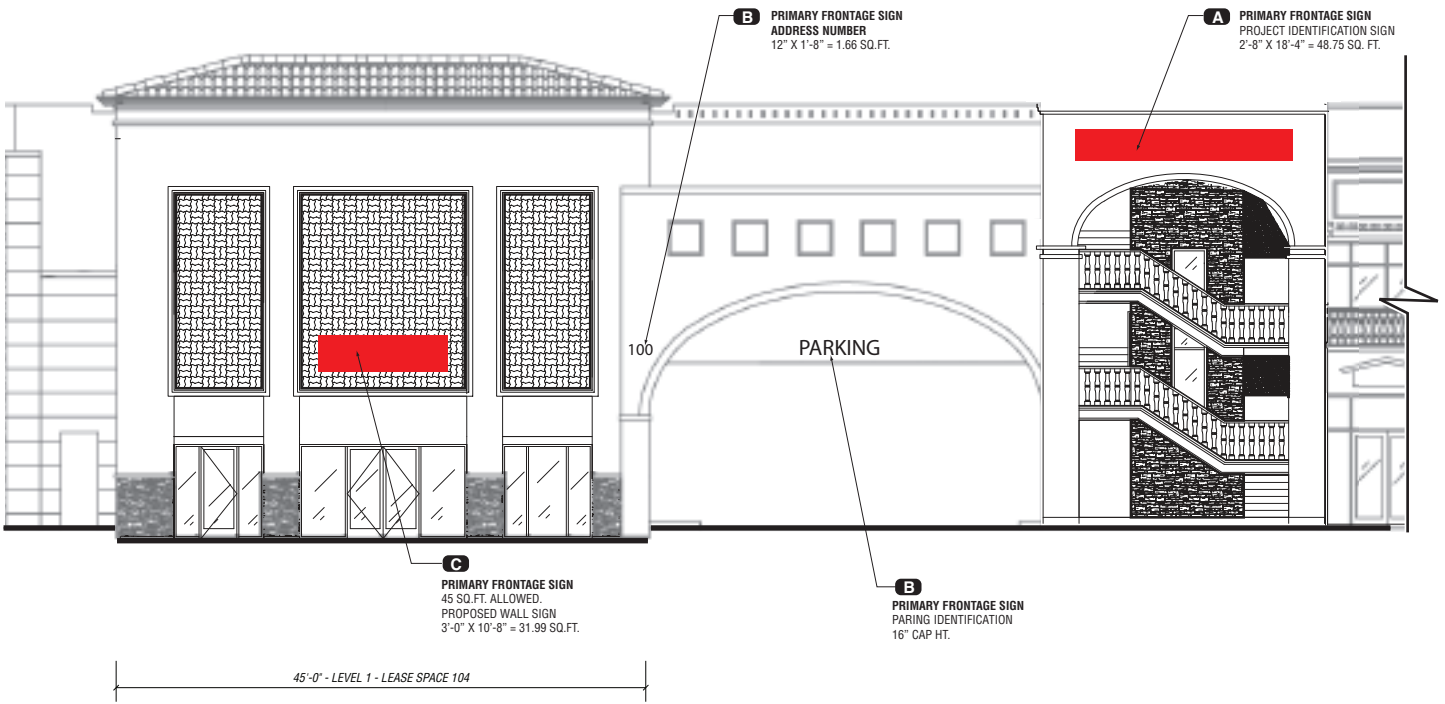 B PRIMARY FRONTAGE SIGN
ADDRESS NUMBER
12” X 1’-8” = 1.66 SQ.FT.
A PRIMARY FRONTAGE SIGN
PROJECT IDENTIFICATION SIGN
2’-8” X 18’-4” = 48.75 SQ. FT.
100
PARKING
C
PRIMARY FRONTAGE SIGN
45 SQ.FT. ALLOWED.
PROPOSED WALL SIGN
3’-0” X 10’-8” = 31.99 SQ.FT.
B
PRIMARY FRONTAGE SIGN
PARING IDENTIFICATION
16” CAP HT.
45'-0" - LEVEL 1 - LEASE SPACE 104